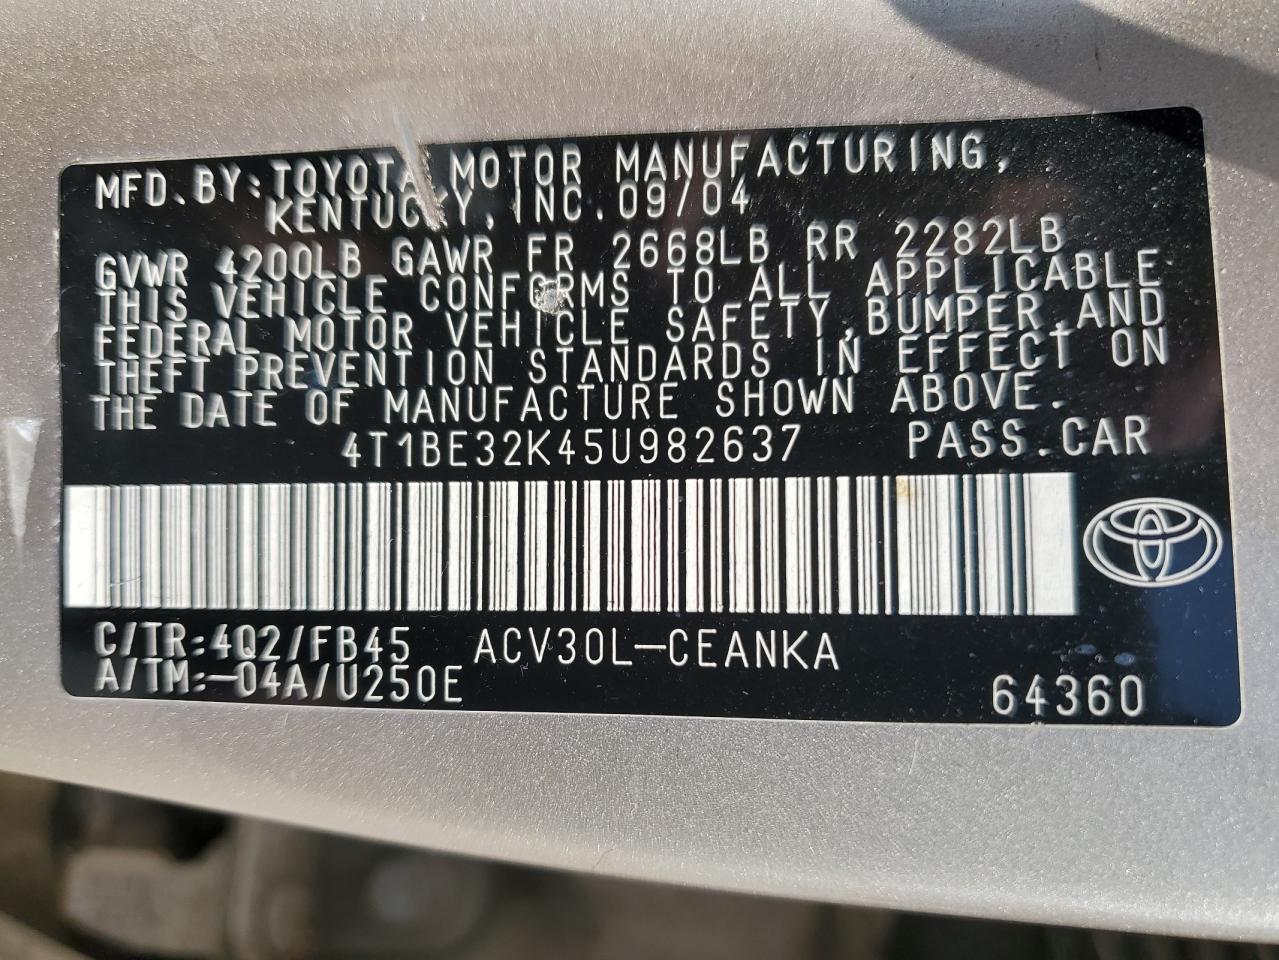 MFD.BY:TOYOTA MOTOR MANUFACTURING,
KENTUCKY,INC.09/04
GVWR 4200LB GAWR FR 2668LB RR 2282LB
THIS VEHICLE CONFORMS TO ALL APPLICABLE
FEDERAL MOTOR VEHICLE SAFETY,BUMPER,AND
THEFT PREVENTION STANDARDS IN EFFECT ON
THE DATE OF MANUFACTURE SHOWN ABOVE.
4T1BE32K45U982637 PASS.CAR
C/TR:4Q2/FB45 ACV30L-CEANKA
A/TM:-04A/U250E
64360